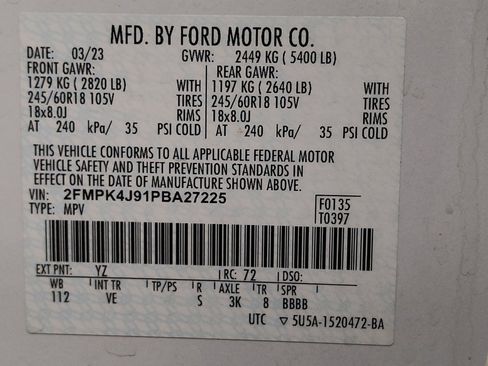 MFD. BY FORD MOTOR CO.
DATE: 03/23 GVWR: 2449 KG ( 5400 LB)
FRONT GAWR: REAR GAWR:
1279 KG ( 2820 LB) WITH 1197 KG ( 2640 LB) WITH
245/60R18 105V TIRES 245/60R18 105V TIRES
18x8.0J RIMS 18x8.0J RIMS
AT 240 kPa/ 35 PSI COLD AT 240 kPa/ 35 PSI COLD
THIS VEHICLE CONFORMS TO ALL APPLICABLE FEDERAL MOTOR
VEHICLE SAFETY AND THEFT PREVENTION STANDARDS IN
EFFECT ON THE DATE OF MANUFACTURE SHOWN ABOVE.
VIN: 2FMPK4J91PBA27225 F0135
TYPE: MPV T0397
EXT PNT: YZ RC: 72 DSO:
WB INT TR TP/PS R AXLE TR SPR
112 VE S 3K 8 BBBB
UTC ▽ 5U5A-1520472-BA